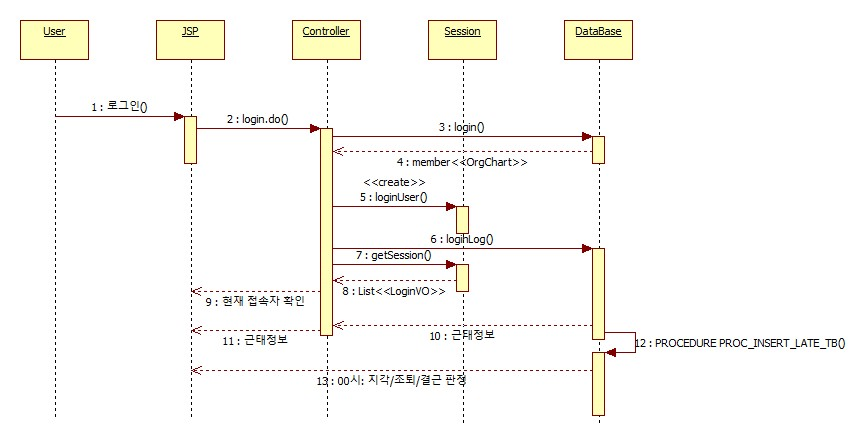 User
JSP
Controller
Session
DataBase
1 : 로그인()
2 : login.do()
3 : login()
4 : member<<OrgChart>>
<<create>>
5 : loginUser()
6 : loginLog()
7 : getSession()
8 : List<<LoginVO>>
9 : 현재 접속자 확인
10 : 근태정보
11 : 근태정보
12 : PROCEDURE PROC_INSERT_LATE_TB()
13 : 00시: 지각/조퇴/결근 판정